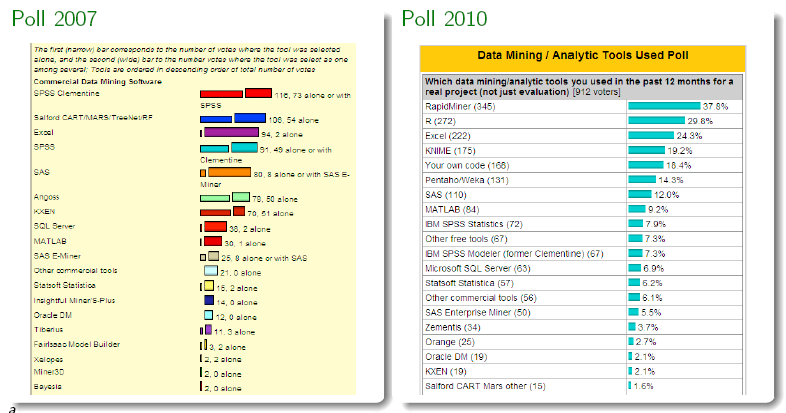 Poll 2007
The first (narrow) bar corresponds to the number of votes where the tool was selected
alone, and the second (wide) bar to the number votes where the tool was select as one
among several; Tools are ordered in descending order of total number of votes
Commercial Data Mining Software
SPSS Clementine
116, 73 alone or with
SPSS
Salford CART/MARS/TreeNet/RF
108, 54 alone
Excel
94, 2 alone
SPSS
91, 49 alone or with
Clementine
SAS
80, 8 alone or with SAS E-
Miner
Angoss
78, 50 alone
KXEN
70, 51 alone
SQL Server
38, 2 alone
MATLAB
30, 1 alone
SAS E-Miner
25, 8 alone or with SAS
Other commercial tools
21, 0 alone
Statsoft Statistica
15, 2 alone
Insightful Miner/S-Plus
14, 0 alone
Oracle DM
12, 0 alone
Tiberius
11, 3 alone
FairIsaac Model Builder
3, 2 alone
Xelopes
2, 2 alone
Miner3D
2, 0 alone
Bayesia
2, 0 alone
a
Poll 2010
Data Mining / Analytic Tools Used Poll
Which data mining/analytic tools you used in the past 12 months for a
real project (not just evaluation) [912 voters]
RapidMiner (345) 37.8%
R (272) 29.8%
Excel (222) 24.3%
KNIME (175) 19.2%
Your own code (168) 18.4%
Pentaho/Weka (131) 14.3%
SAS (110) 12.0%
MATLAB (84) 9.2%
IBM SPSS Statistics (72) 7.9%
Other free tools (67) 7.3%
IBM SPSS Modeler (former Clementine) (67) 7.3%
Microsoft SQL Server (63) 6.9%
Statsoft Statistica (57) 6.2%
Other commercial tools (56) 6.1%
SAS Enterprise Miner (50) 5.5%
Zementis (34) 3.7%
Orange (25) 2.7%
Oracle DM (19) 2.1%
KXEN (19) 2.1%
Salford CART Mars other (15) 1.6%